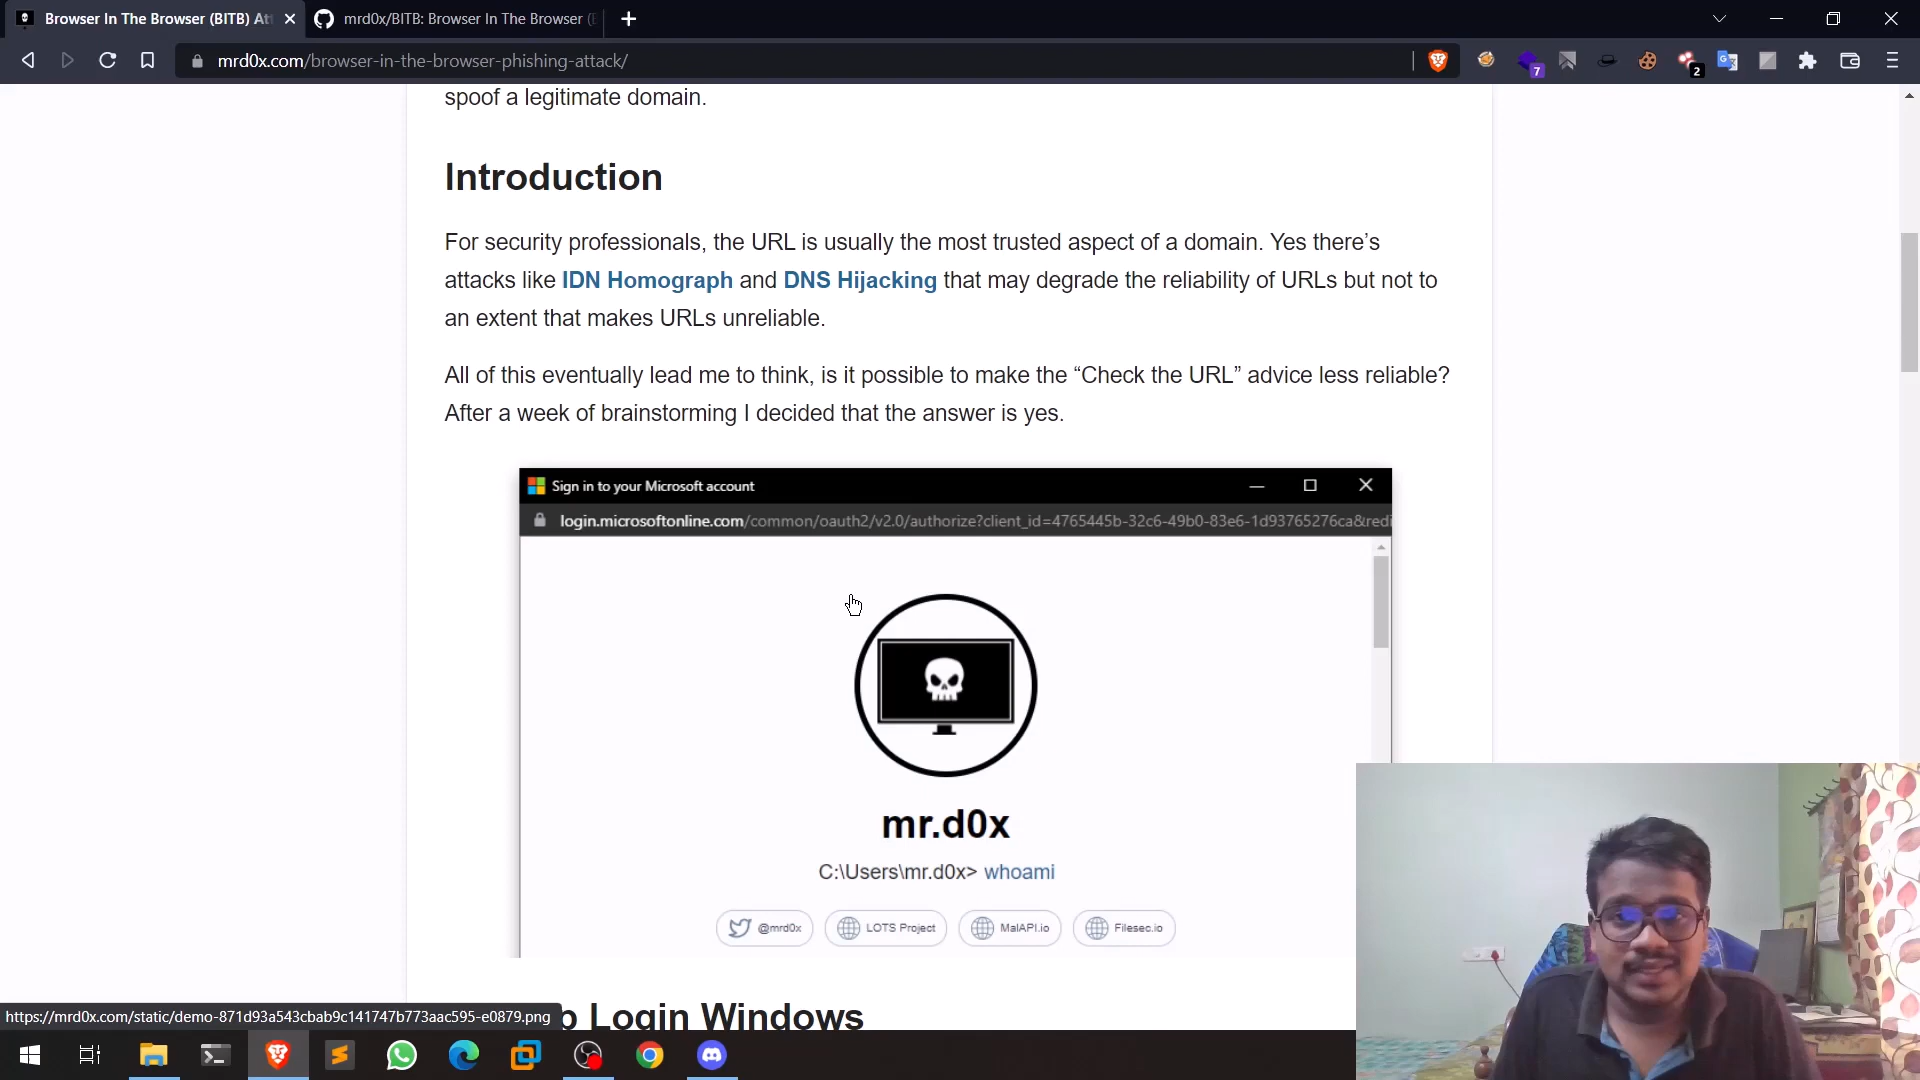 Browser In The Browser (BITB) At
mrd0x/BITB: Browser In The Browser (
mrd0x.com/browser-in-the-browser-phishing-attack/
7
2
spoof a legitimate domain.
Introduction
For security professionals, the URL is usually the most trusted aspect of a domain. Yes there’s
attacks like IDN Homograph and DNS Hijacking that may degrade the reliability of URLs but not to
an extent that makes URLs unreliable.
All of this eventually lead me to think, is it possible to make the “Check the URL” advice less reliable?
After a week of brainstorming I decided that the answer is yes.
Sign in to your Microsoft account
login.microsoftonline.com/common/oauth2/v2.0/authorize?client_id=4765445b-32c6-49b0-83e6-1d93765276ca&redi
mr.d0x
C:\Users\mr.d0x> whoami
@mrd0x
LOTS Project
MalAPI.io
Filesec.io
Login Windows
https://mrd0x.com/static/demo-871d93a543cbab9c141747b773aac595-e0879.png